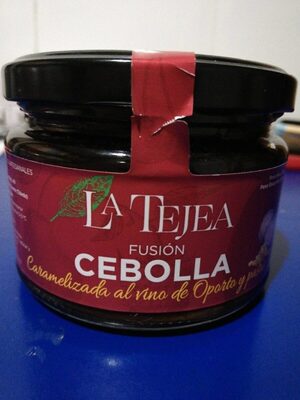 LA TEJEA
FUSIÓN
CEBOLLA
Caramelizada al vino de Oporto y